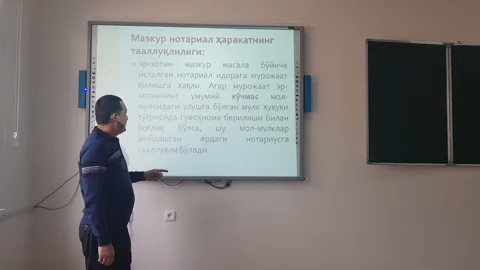 Мазкур нотариал ҳаракатнинг
тааллуқлилиги:
эр-хотин мазкур масала бўйича
истолган нотариал идорага мурожаат
қилишга ҳақли. Агар мурожаат эр-
хотиннинг умумий кўчмас мол-
мулкидаги улушга бўлган мулк ҳуқуқи
тўғрисида гувоҳнома берилиши билан
боғлиқ бўлса, шу мол-мулклар
жойлашган ердаги нотариусга
тааллуқли бўлади